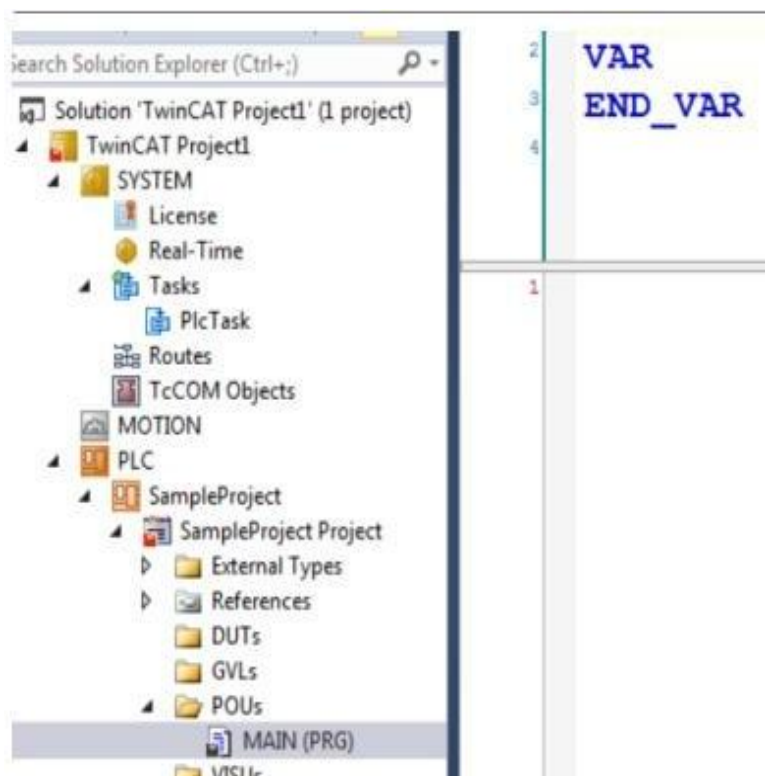 Search Solution Explorer (Ctrl+;)
Solution 'TwinCAT Project1' (1 project)
TwinCAT Project1
SYSTEM
License
Real-Time
Tasks
PlcTask
Routes
TcCOM Objects
MOTION
PLC
SampleProject
SampleProject Project
External Types
References
DUTs
GVLs
POUs
MAIN (PRG)
VISUs
2 VAR
3 END_VAR
4
1